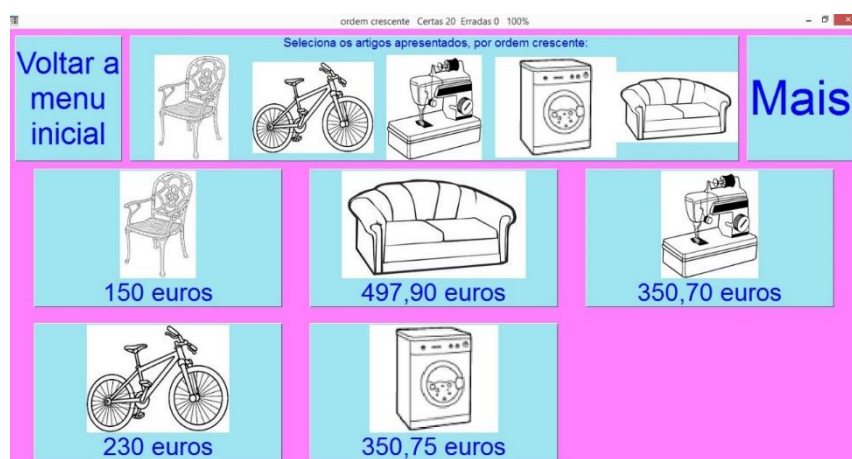 ordem crescente Certas 20 Erradas 0 100%
Voltar a
menu
inicial
Seleciona os artigos apresentados, por ordem crescente:
Mais
150 euros
497,90 euros
350,70 euros
230 euros
350,75 euros